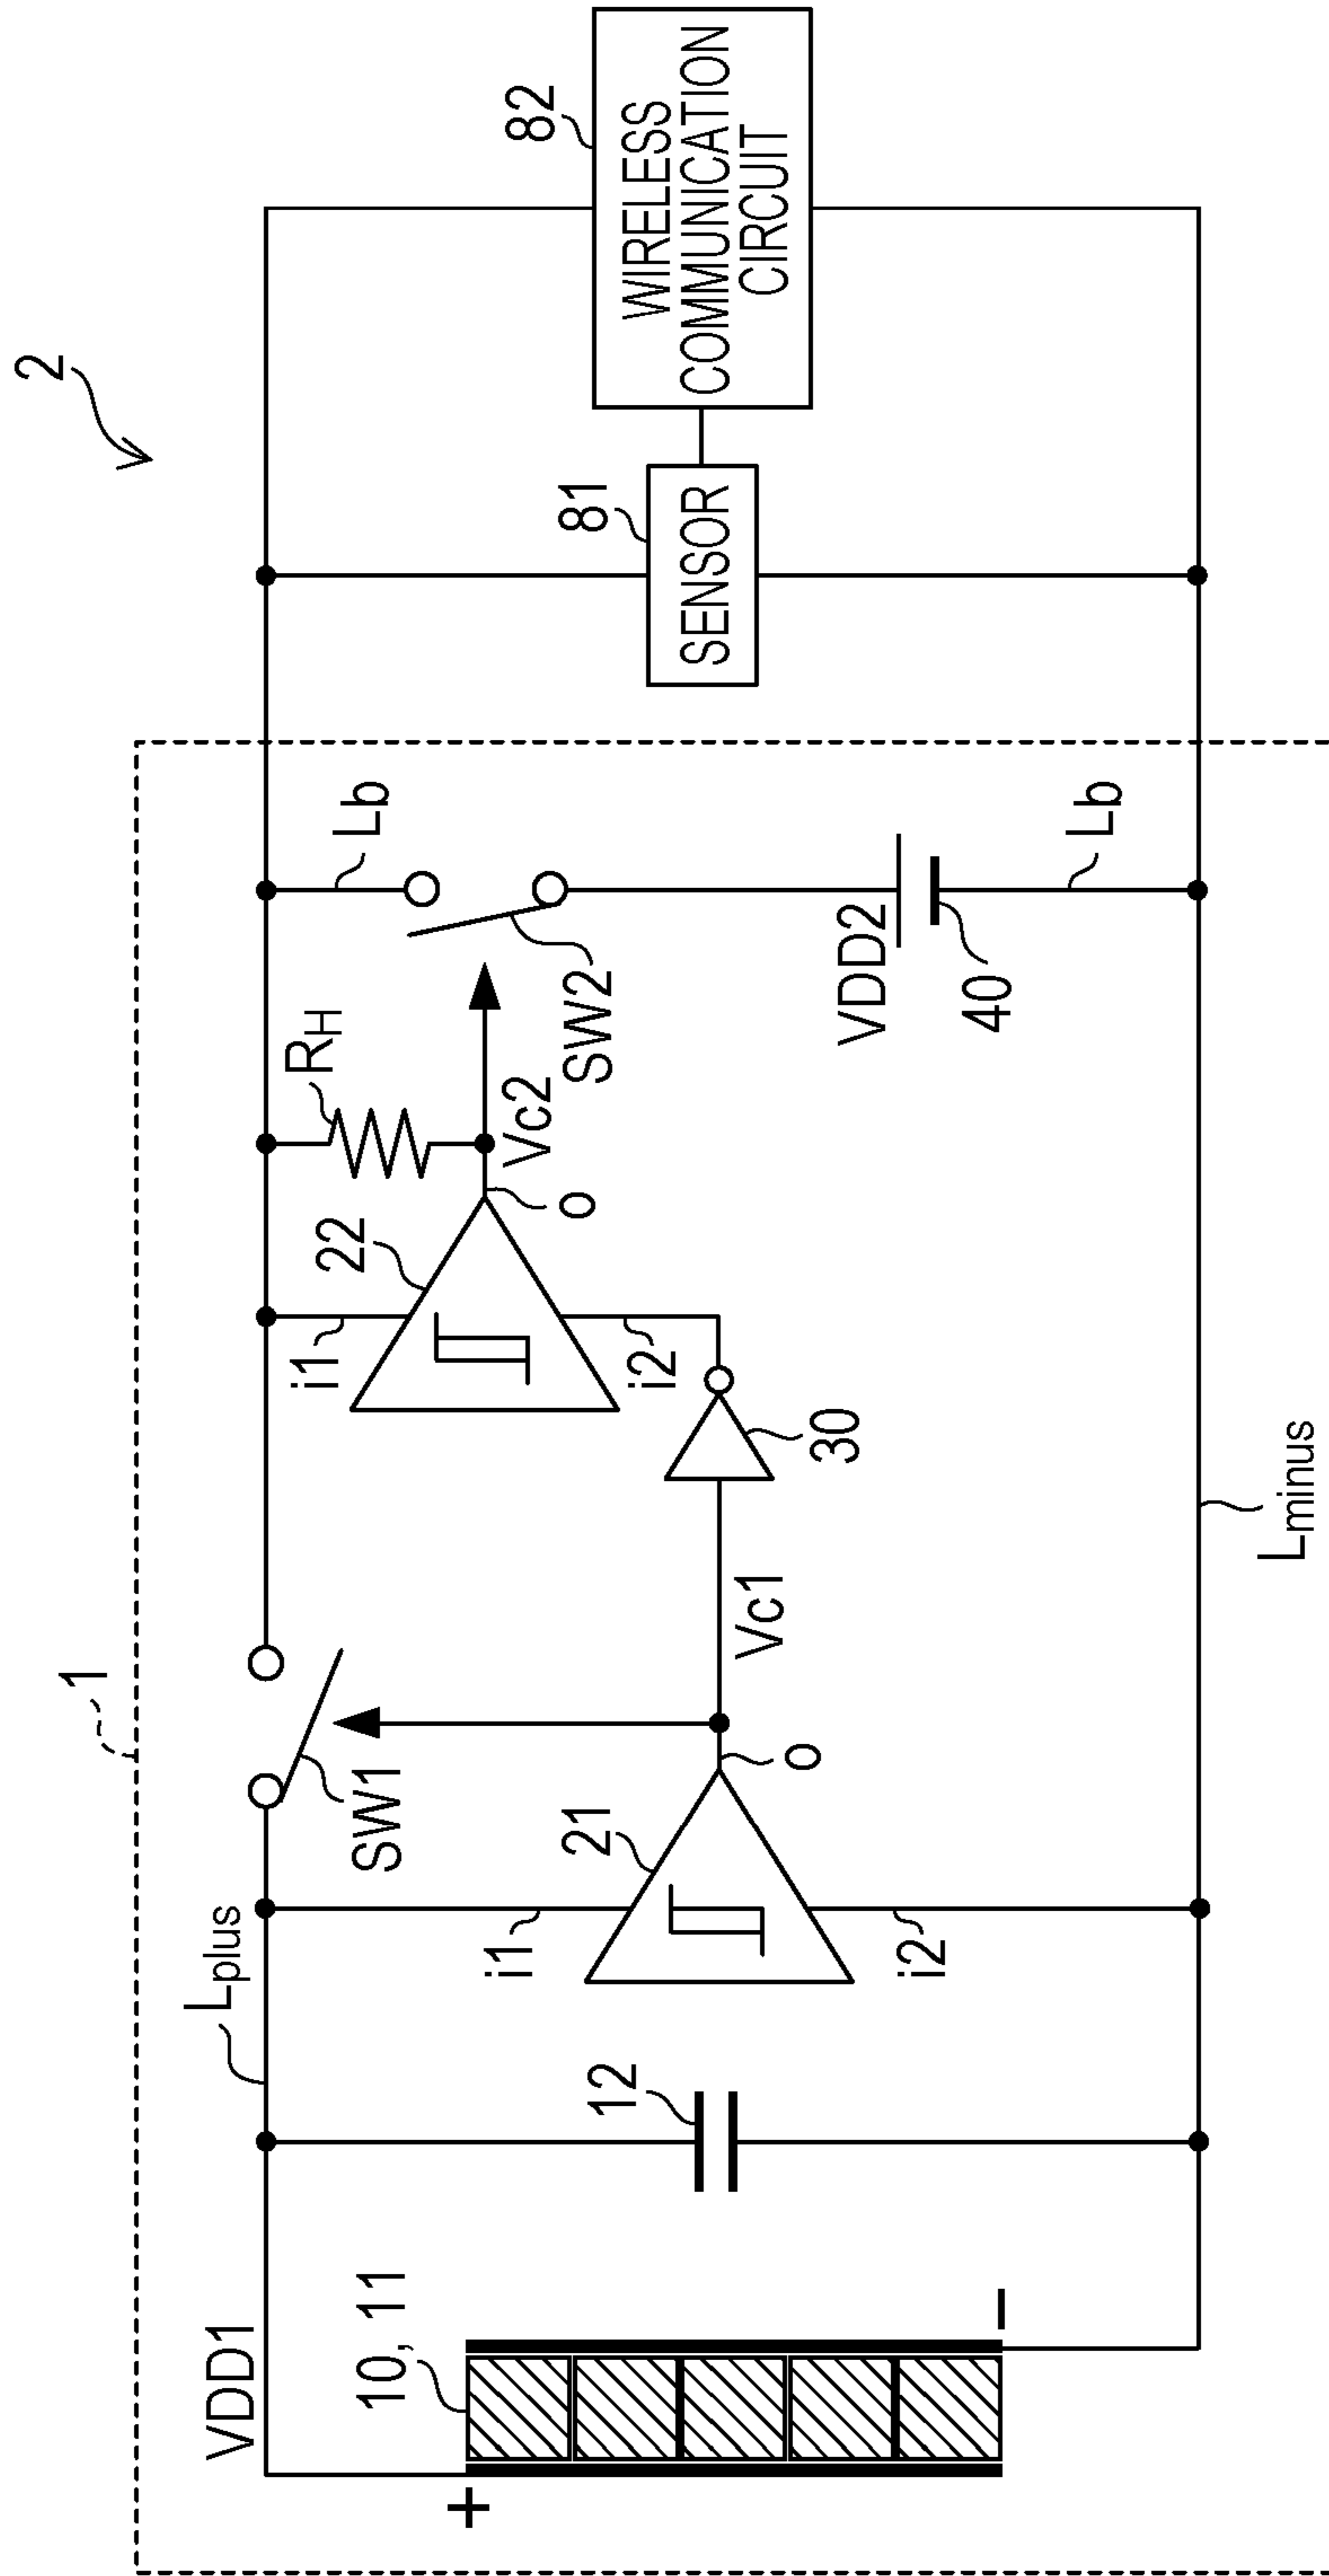 2
1
VDD1
Lplus
SW1
i1
22
RH
Lb
82
WIRELESS
COMMUNICATION
CIRCUIT
81
SENSOR
10, 11
+
−
12
i1
21
i2
o
Vc1
30
i2
o
Vc2
SW2
VDD2
40
Lb
Lminus